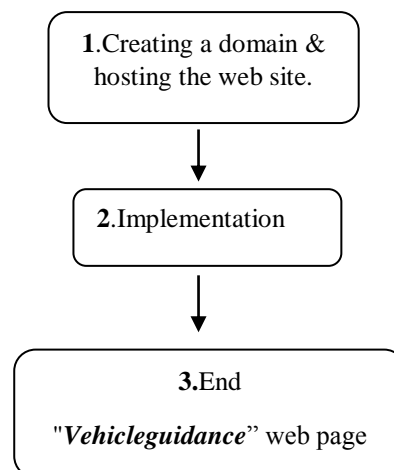 1.Creating a domain &
hosting the web site.
2.Implementation
3.End
"Vehicleguidance” web page